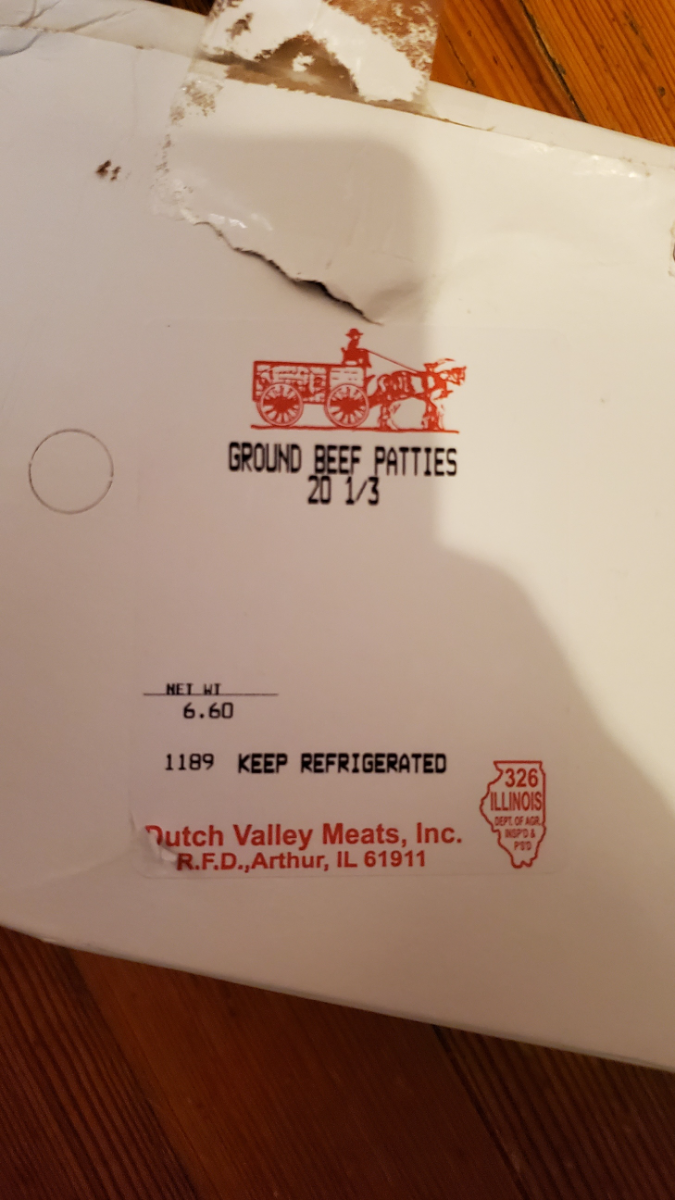 GROUND BEEF PATTIES
20 1/3
NET WT
6.60
1189 KEEP REFRIGERATED
326
ILLINOIS
DEPT. OF AGR.
INSP'D &
P'S'D
Dutch Valley Meats, Inc.
R.F.D.,Arthur, IL 61911